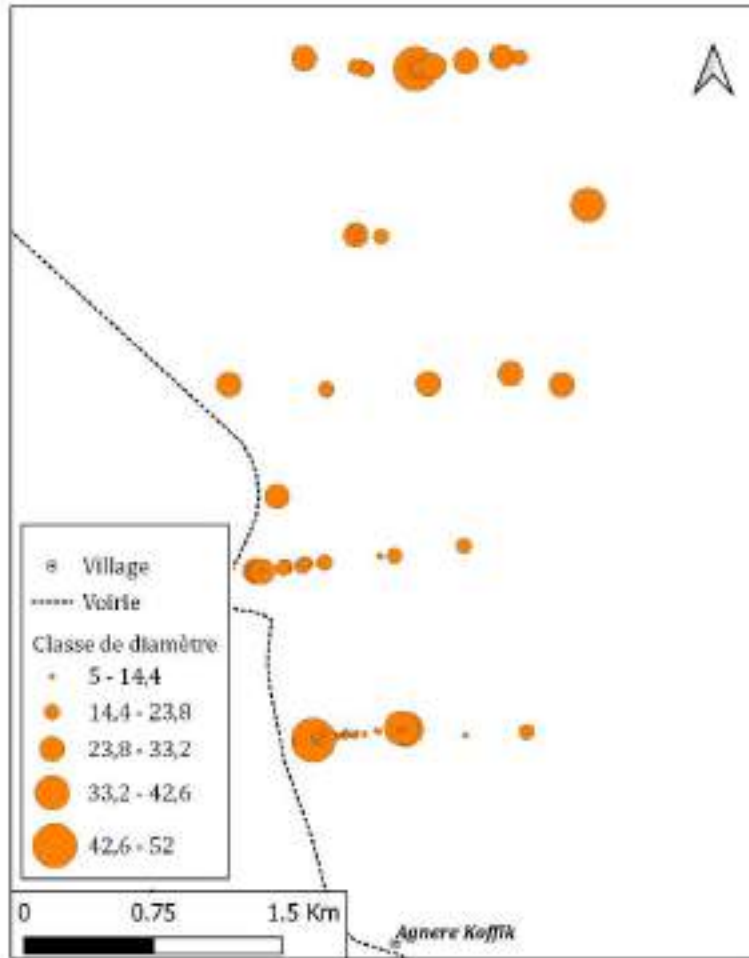 Village
Voirie
Classe de diamètre
5 - 14,4
14,4 - 23,8
23,8 - 33,2
33,2 - 42,6
42,6 - 52
0 0.75 1.5 Km
Agnere Koffik